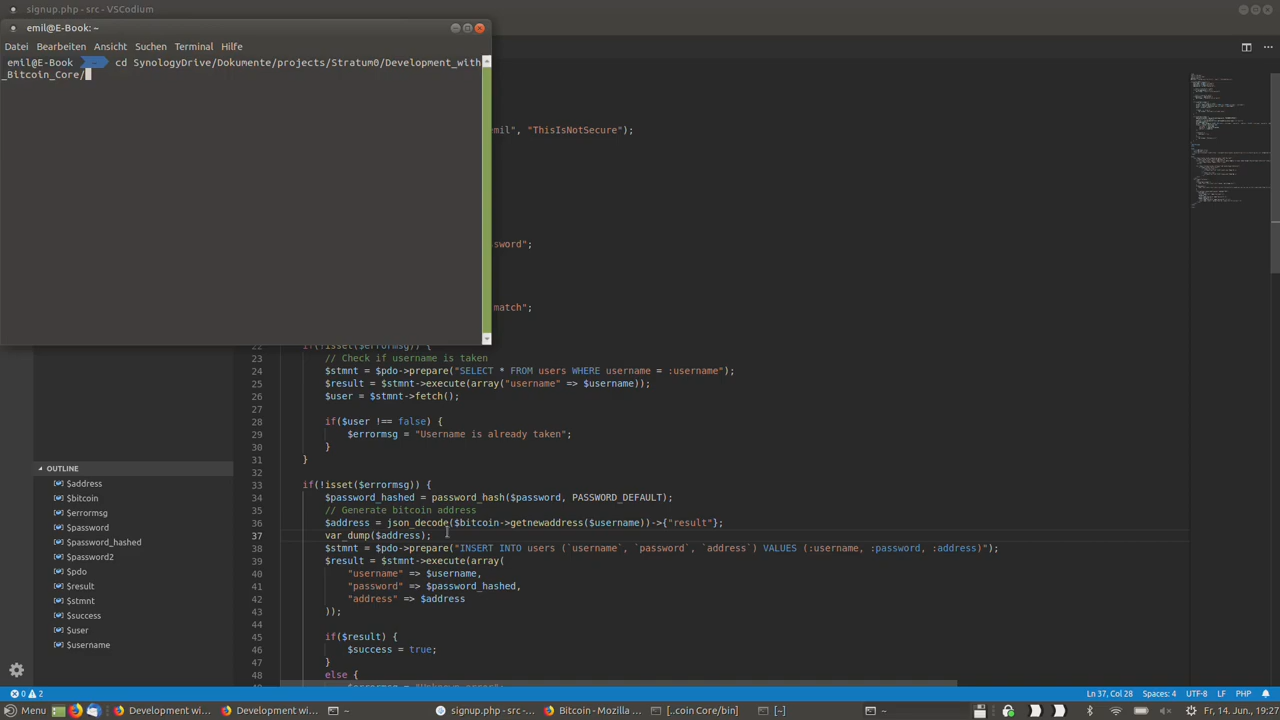 signup.php - src - VSCodium
emil@E-Book: ~
Datei Bearbeiten Ansicht Suchen Terminal Hilfe
emil@E-Book ~ cd SynologyDrive/Dokumente/projects/Stratum0/Development_with
_Bitcoin_Core/
mil", "ThisIsNotSecure");
sword";
match";
22 if(!isset($errormsg)) {
23 // Check if username is taken
24 $stmnt = $pdo->prepare("SELECT * FROM users WHERE username = :username");
25 $result = $stmnt->execute(array("username" => $username));
26 $user = $stmnt->fetch();
27
28 if($user !== false) {
29 $errormsg = "Username is already taken";
30 }
31 }
32
33 if(!isset($errormsg)) {
34 $password_hashed = password_hash($password, PASSWORD_DEFAULT);
35 // Generate bitcoin address
36 $address = json_decode($bitcoin->getnewaddress($username))->{"result"};
37 var_dump($address);
38 $stmnt = $pdo->prepare("INSERT INTO users (`username`, `password`, `address`) VALUES (:username, :password, :address)");
39 $result = $stmnt->execute(array(
40 "username" => $username,
41 "password" => $password_hashed,
42 "address" => $address
43 ));
44
45 if($result) {
46 $success = true;
47 }
48 else {
49 $errormsg = "Unknown error";
OUTLINE
$address
$bitcoin
$errormsg
$password
$password_hashed
$password2
$pdo
$result
$stmnt
$success
$user
$username
0 2
Ln 37, Col 28 Spaces: 4 UTF-8 LF PHP
Menu Development wi... Development wi... ~ signup.php - src -... Bitcoin - Mozilla ... [..coin Core/bin] [~] ~ Fr, 14. Jun., 19:27